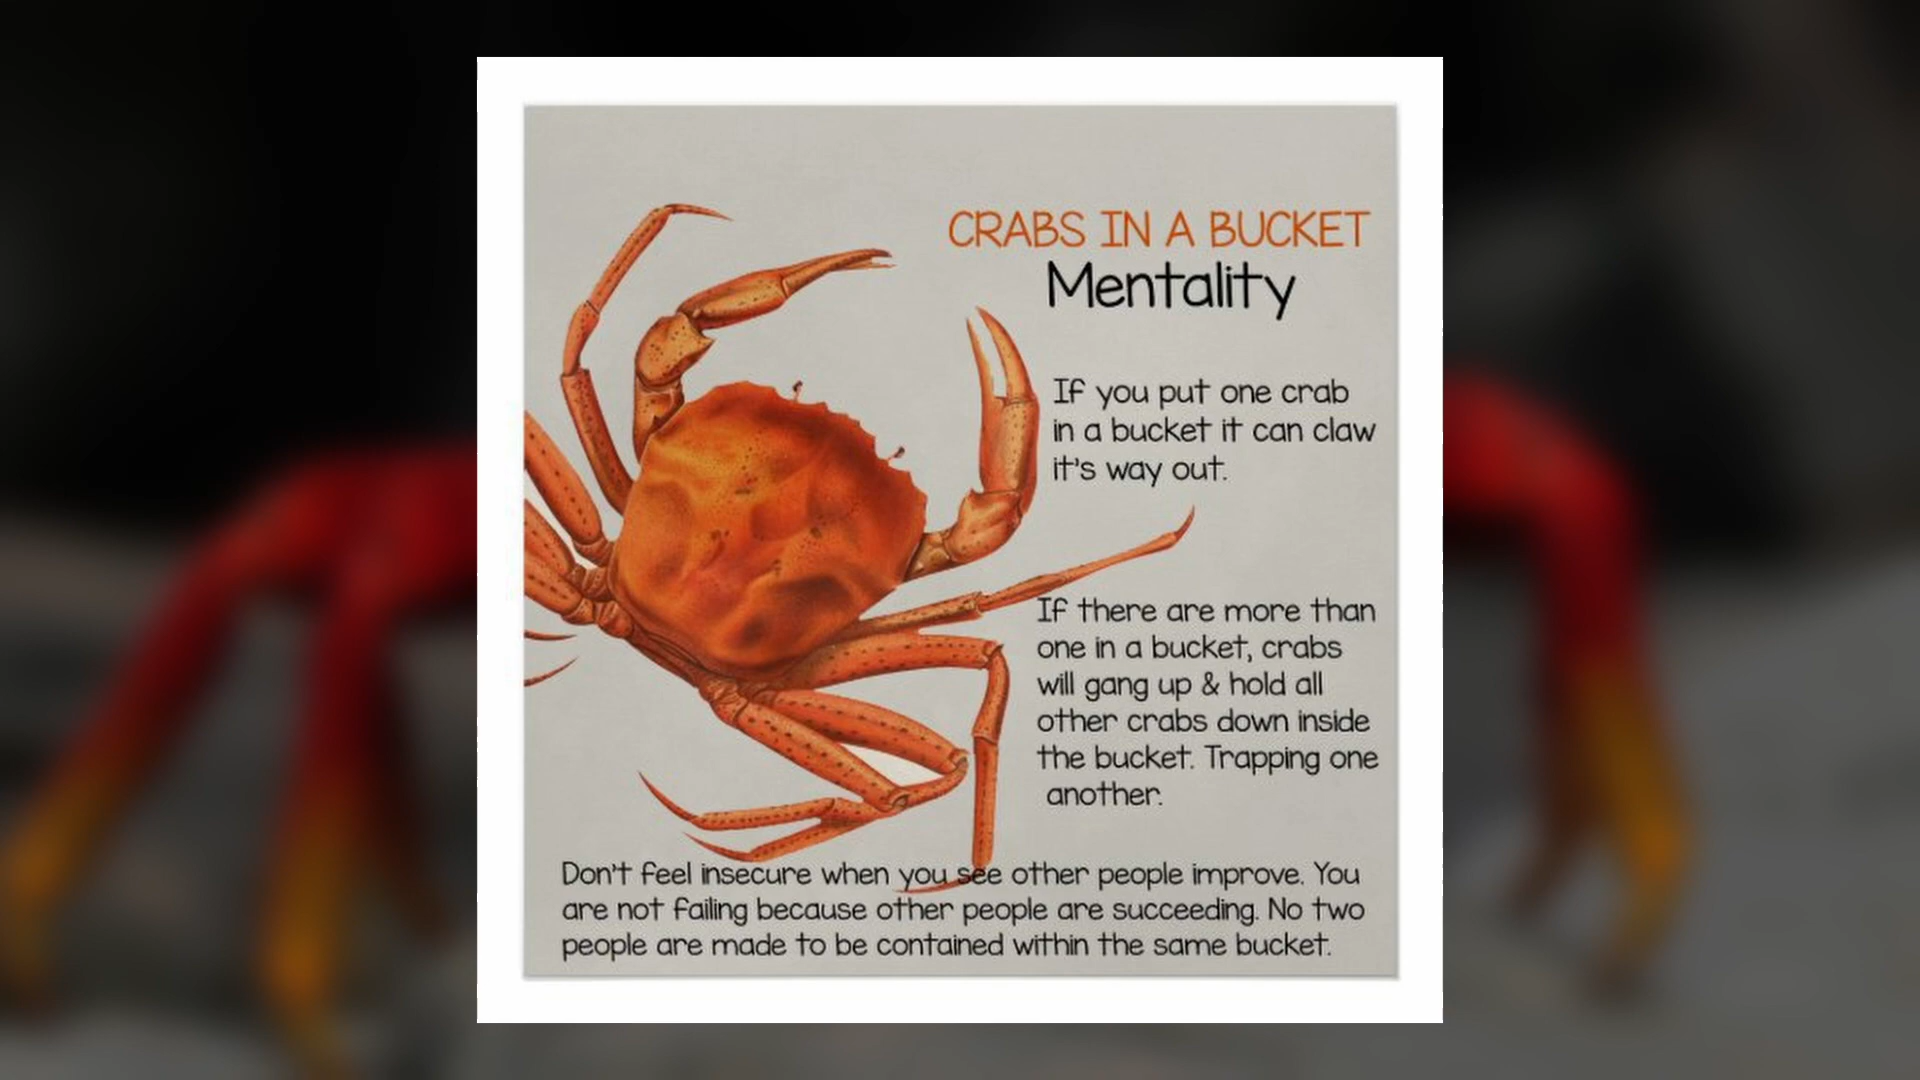 CRABS IN A BUCKET
Mentality
If you put one crab
in a bucket it can claw
it's way out.
If there are more than
one in a bucket, crabs
will gang up & hold all
other crabs down inside
the bucket. Trapping one
another.
Don't feel insecure when you see other people improve. You
are not failing because other people are succeeding. No two
people are made to be contained within the same bucket.